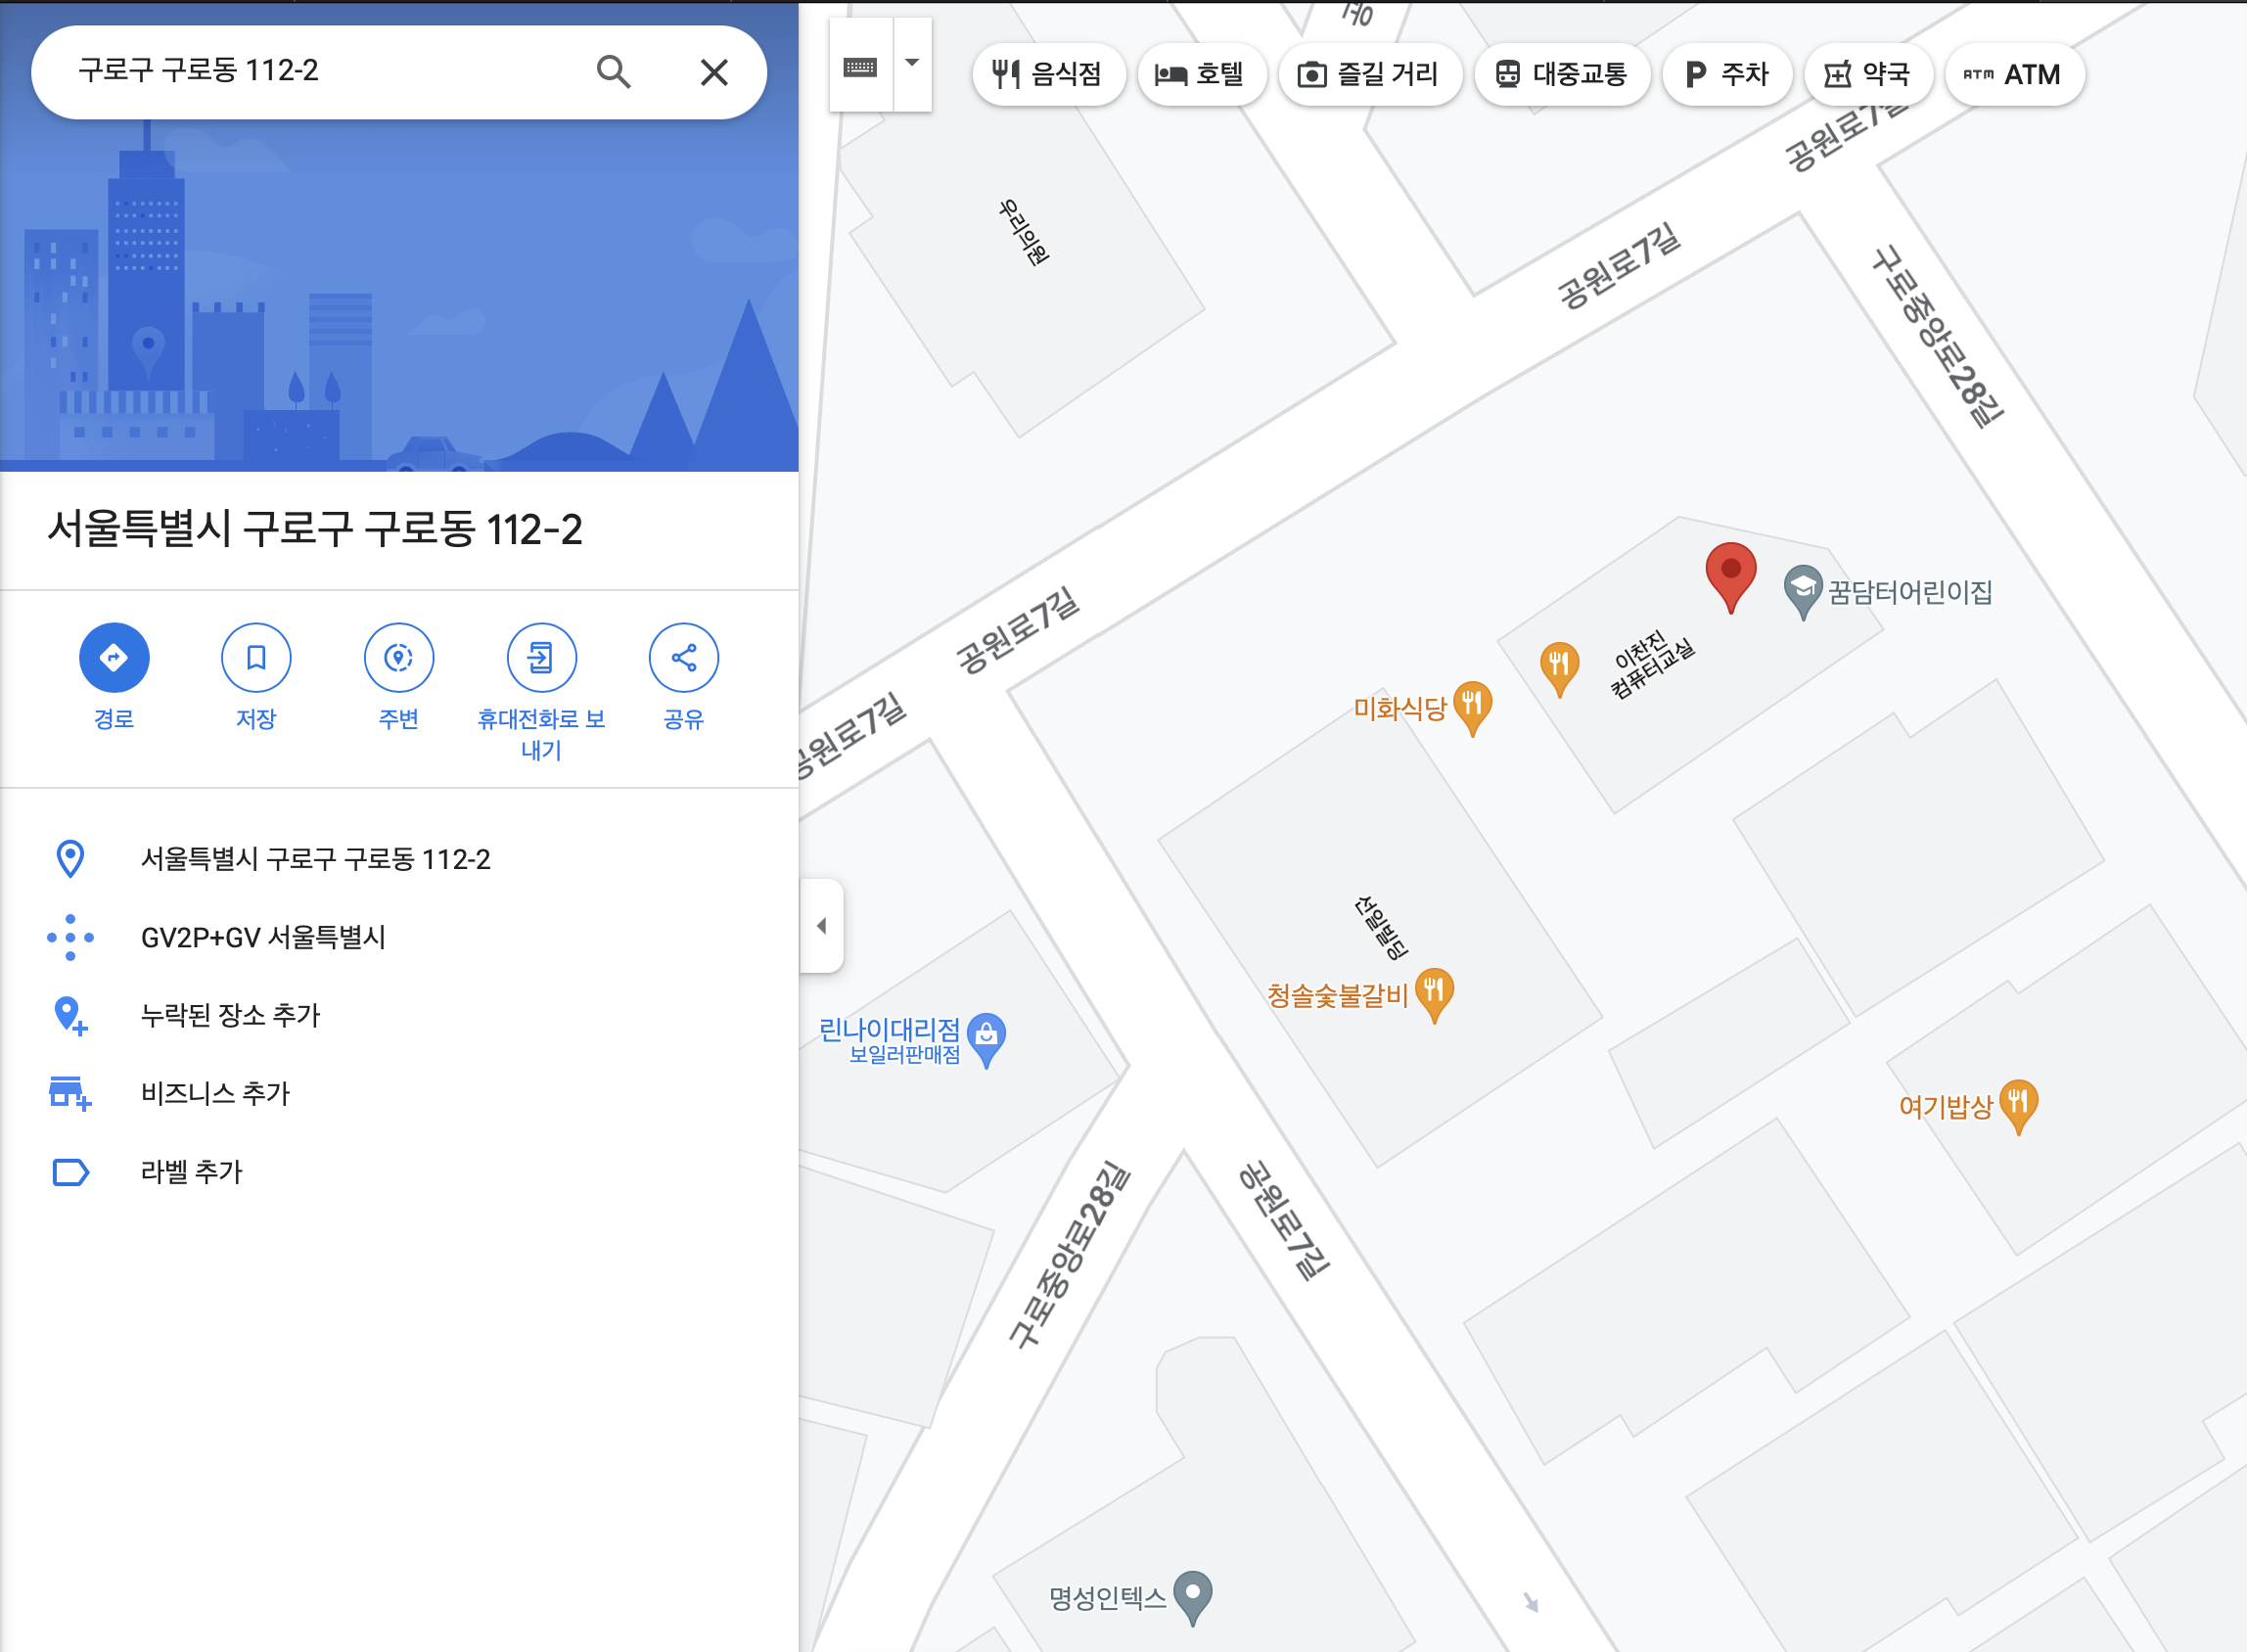 구로구 구로동 112-2
음식점
호텔
즐길 거리
대중교통
주차
약국
ATM ATM
서울특별시 구로구 구로동 112-2
경로
저장
주변
휴대전화로 보
내기
공유
서울특별시 구로구 구로동 112-2
GV2P+GV 서울특별시
누락된 장소 추가
비즈니스 추가
라벨 추가
공
공원로7길
우리의원
공원로7길
구로중앙로28길
꿈담터어린이집
공원로7길
이찬진
컴퓨터교실
미화식당
공원로7길
선일빌딩
청솔숯불갈비
린나이대리점
보일러판매점
여기밥상
구로중앙로28길
공원로7길
명성인텍스